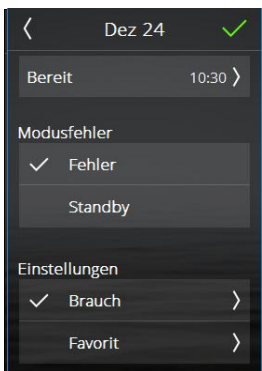 Dez 24
Bereit 10:30
Modusfehler
Fehler
Standby
Einstellungen
Brauch
Favorit